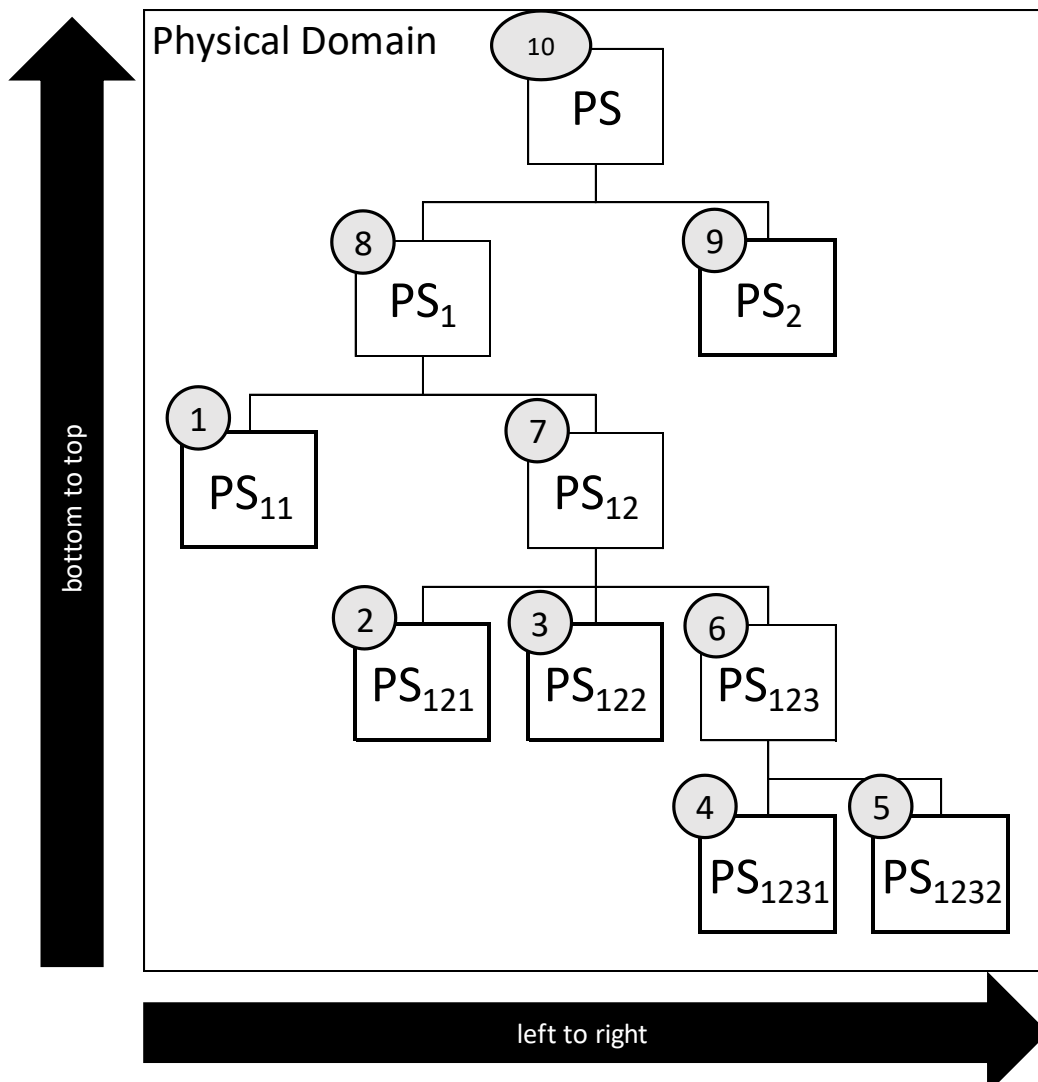 Physical Domain
10
PS
8
PS₁
9
PS₂
1
PS₁₁
7
PS₁₂
2
PS₁₂₁
3
PS₁₂₂
6
PS₁₂₃
4
PS₁₂₃₁
5
PS₁₂₃₂
bottom to top
left to right